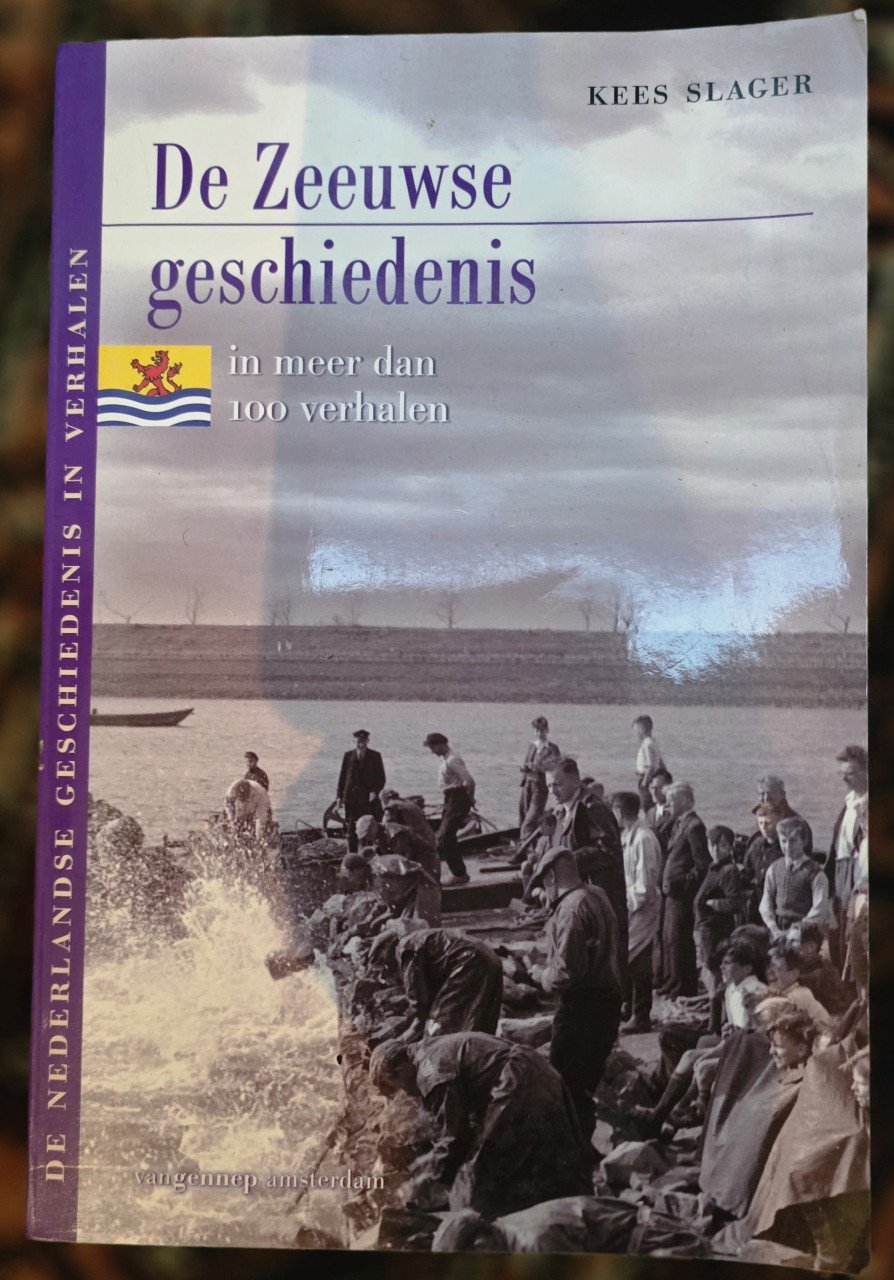 KEES SLAGER
De Zeeuwse
geschiedenis
in meer dan
100 verhalen
DE NEDERLANDSE GESCHIEDENIS IN VERHALEN
vangennep amsterdam